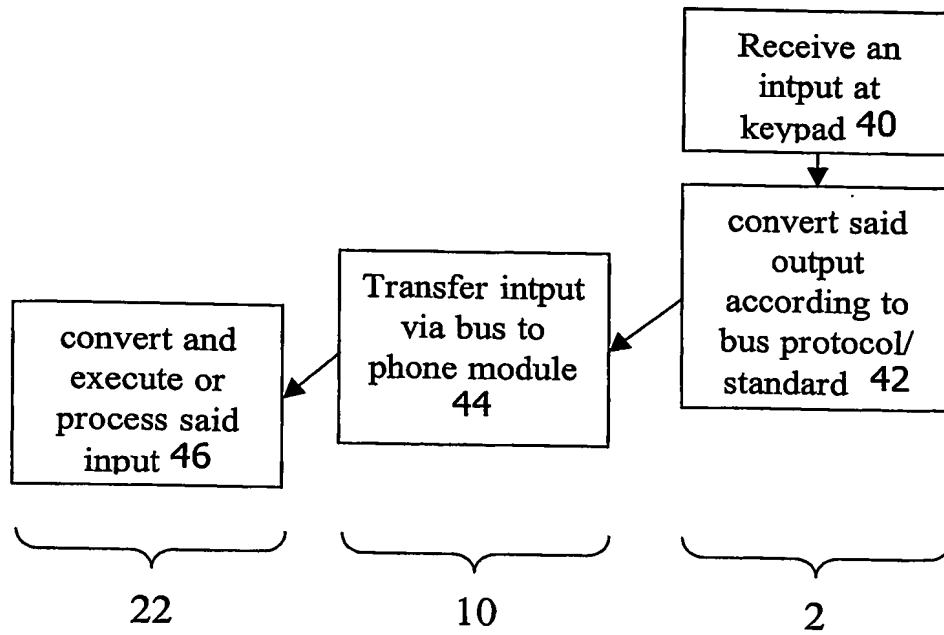 Receive an
intput at
keypad 40
convert said
output
according to
bus protocol/
standard 42
Transfer intput
via bus to
phone module
44
convert and
execute or
process said
input 46
22
10
2